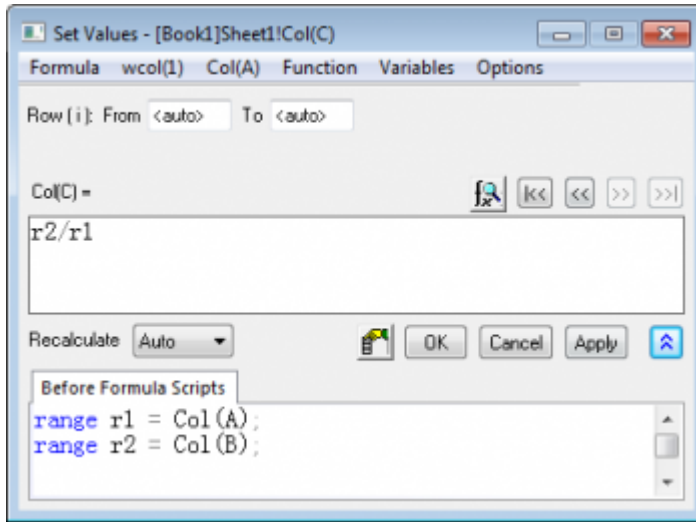 Set Values - [Book1]Sheet1!Col(C)
Formula wcol(1) Col(A) Function Variables Options
Row (i): From <auto> To <auto>
Col(C) =
r2/r1
Recalculate Auto OK Cancel Apply
Before Formula Scripts
range r1 = Col(A);
range r2 = Col(B);